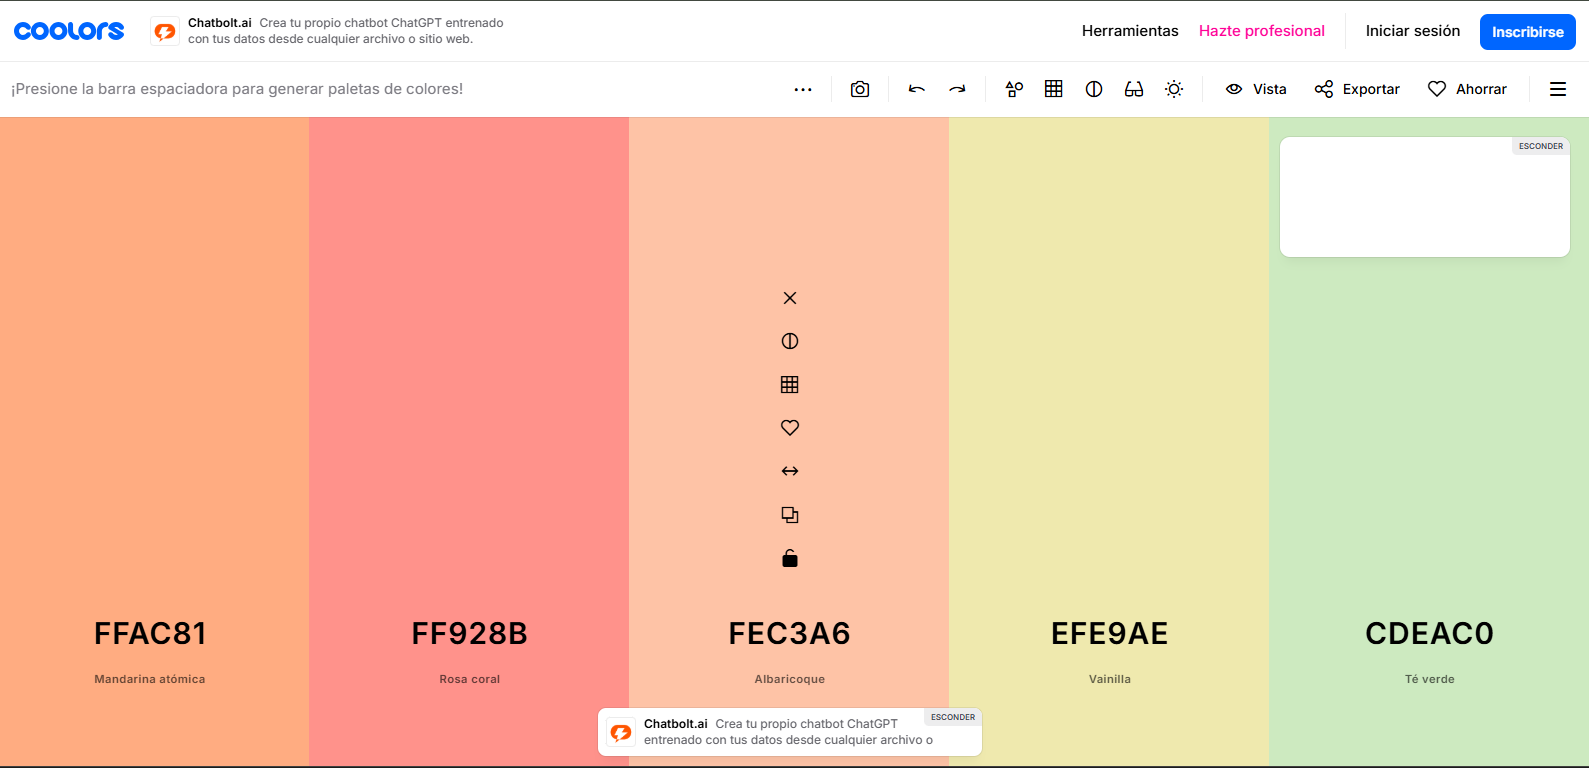 coolors
Chatbolt.ai Crea tu propio chatbot ChatGPT entrenado
con tus datos desde cualquier archivo o sitio web.
Herramientas
Hazte profesional
Iniciar sesión
Inscribirse
¡Presione la barra espaciadora para generar paletas de colores!
Vista
Exportar
Ahorrar
ESCONDER
FFAC81
FF928B
FEC3A6
EFE9AE
CDEAC0
Mandarina atómica
Rosa coral
Albaricoque
Vainilla
Té verde
Chatbolt.ai Crea tu propio chatbot ChatGPT
entrenado con tus datos desde cualquier archivo o
ESCONDER